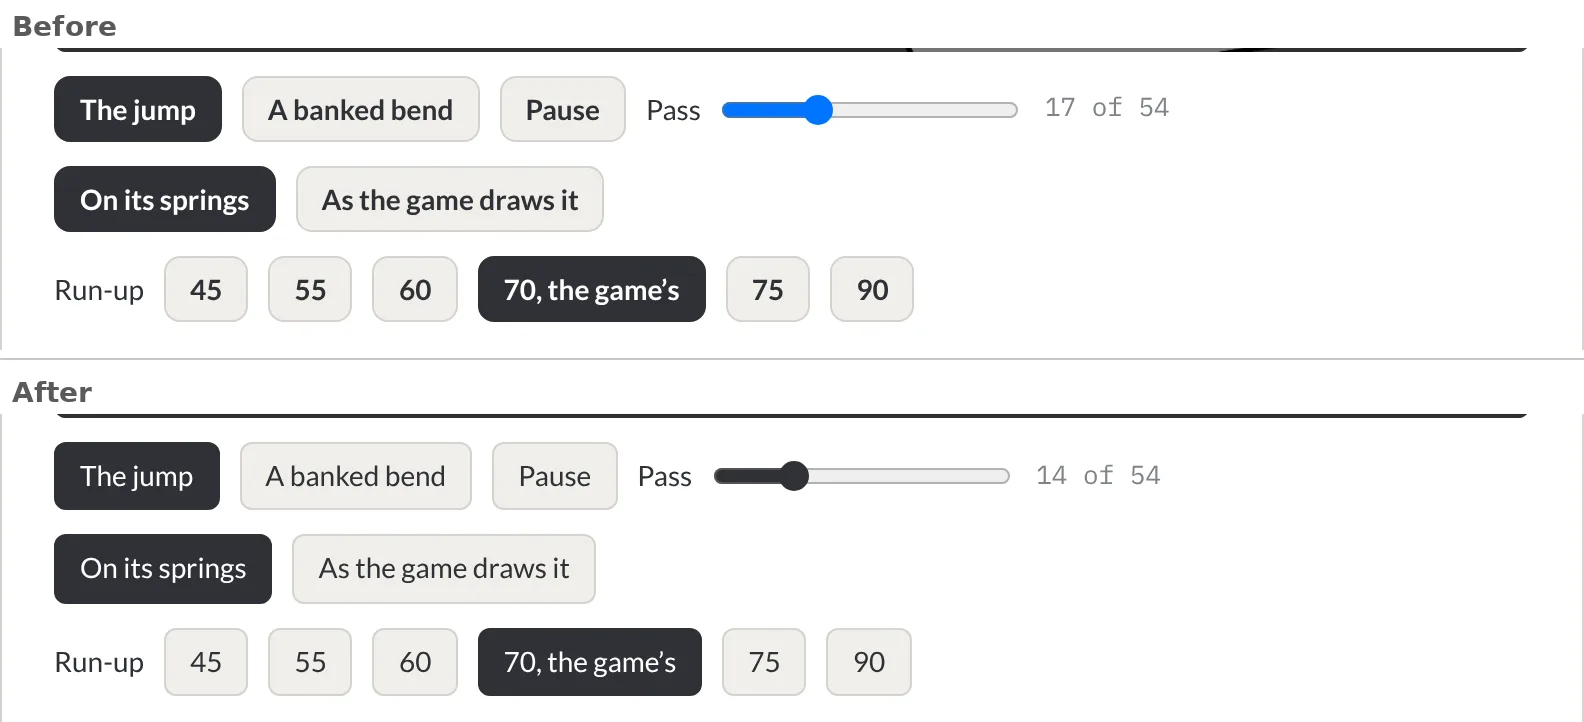 Before
The jump A banked bend Pause Pass 17 of 54
On its springs As the game draws it
Run-up 45 55 60 70, the game’s 75 90
After
The jump A banked bend Pause Pass 14 of 54
On its springs As the game draws it
Run-up 45 55 60 70, the game’s 75 90